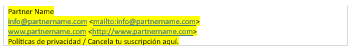 Partner Name
info@partnername.com <mailto:info@partnername.com>
www.partnername.com <http://www.partnername.com>
Políticas de privacidad / Cancela tu suscripción aquí.